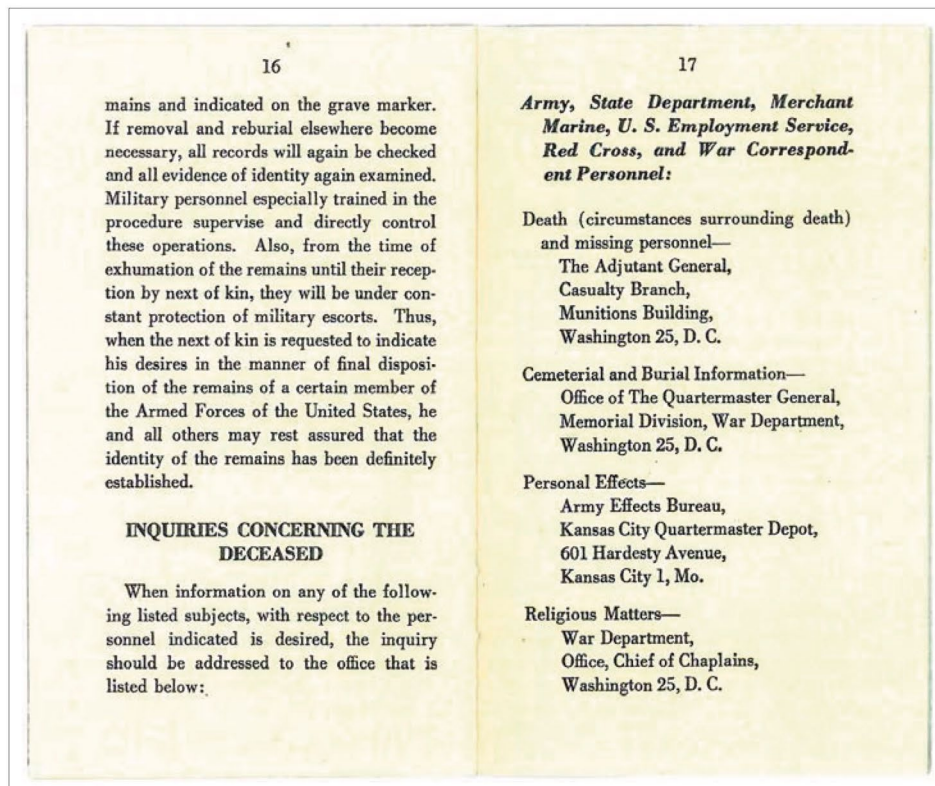 16
mains and indicated on the grave marker.
If removal and reburial elsewhere become
necessary, all records will again be checked
and all evidence of identity again examined.
Military personnel especially trained in the
procedure supervise and directly control
these operations. Also, from the time of
exhumation of the remains until their recep-
tion by next of kin, they will be under con-
stant protection of military escorts. Thus,
when the next of kin is requested to indicate
his desires in the manner of final disposi-
tion of the remains of a certain member of
the Armed Forces of the United States, he
and all others may rest assured that the
identity of the remains has been definitely
established.
INQUIRIES CONCERNING THE
DECEASED
When information on any of the follow-
ing listed subjects, with respect to the per-
sonnel indicated is desired, the inquiry
should be addressed to the office that is
listed below:
17
Army, State Department, Merchant
Marine, U. S. Employment Service,
Red Cross, and War Correspond-
ent Personnel:
Death (circumstances surrounding death)
and missing personnel—
The Adjutant General,
Casualty Branch,
Munitions Building,
Washington 25, D. C.
Cemeterial and Burial Information—
Office of The Quartermaster General,
Memorial Division, War Department,
Washington 25, D. C.
Personal Effects—
Army Effects Bureau,
Kansas City Quartermaster Depot,
601 Hardesty Avenue,
Kansas City 1, Mo.
Religious Matters—
War Department,
Office, Chief of Chaplains,
Washington 25, D. C.